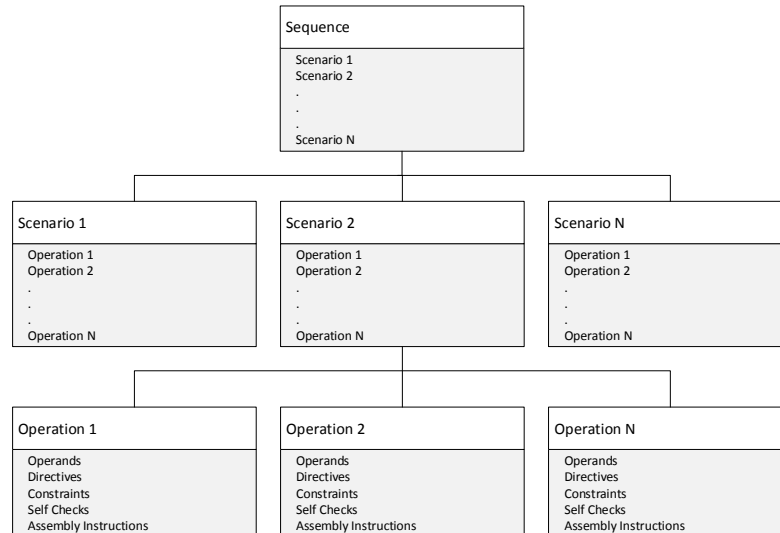 Sequence
Scenario 1
Scenario 2
.
.
.
Scenario N
Scenario 1
Operation 1
Operation 2
.
.
.
Operation N
Scenario 2
Operation 1
Operation 2
.
.
.
Operation N
Scenario N
Operation 1
Operation 2
.
.
.
Operation N
Operation 1
Operands
Directives
Constraints
Self Checks
Assembly Instructions
Operation 2
Operands
Directives
Constraints
Self Checks
Assembly Instructions
Operation N
Operands
Directives
Constraints
Self Checks
Assembly Instructions